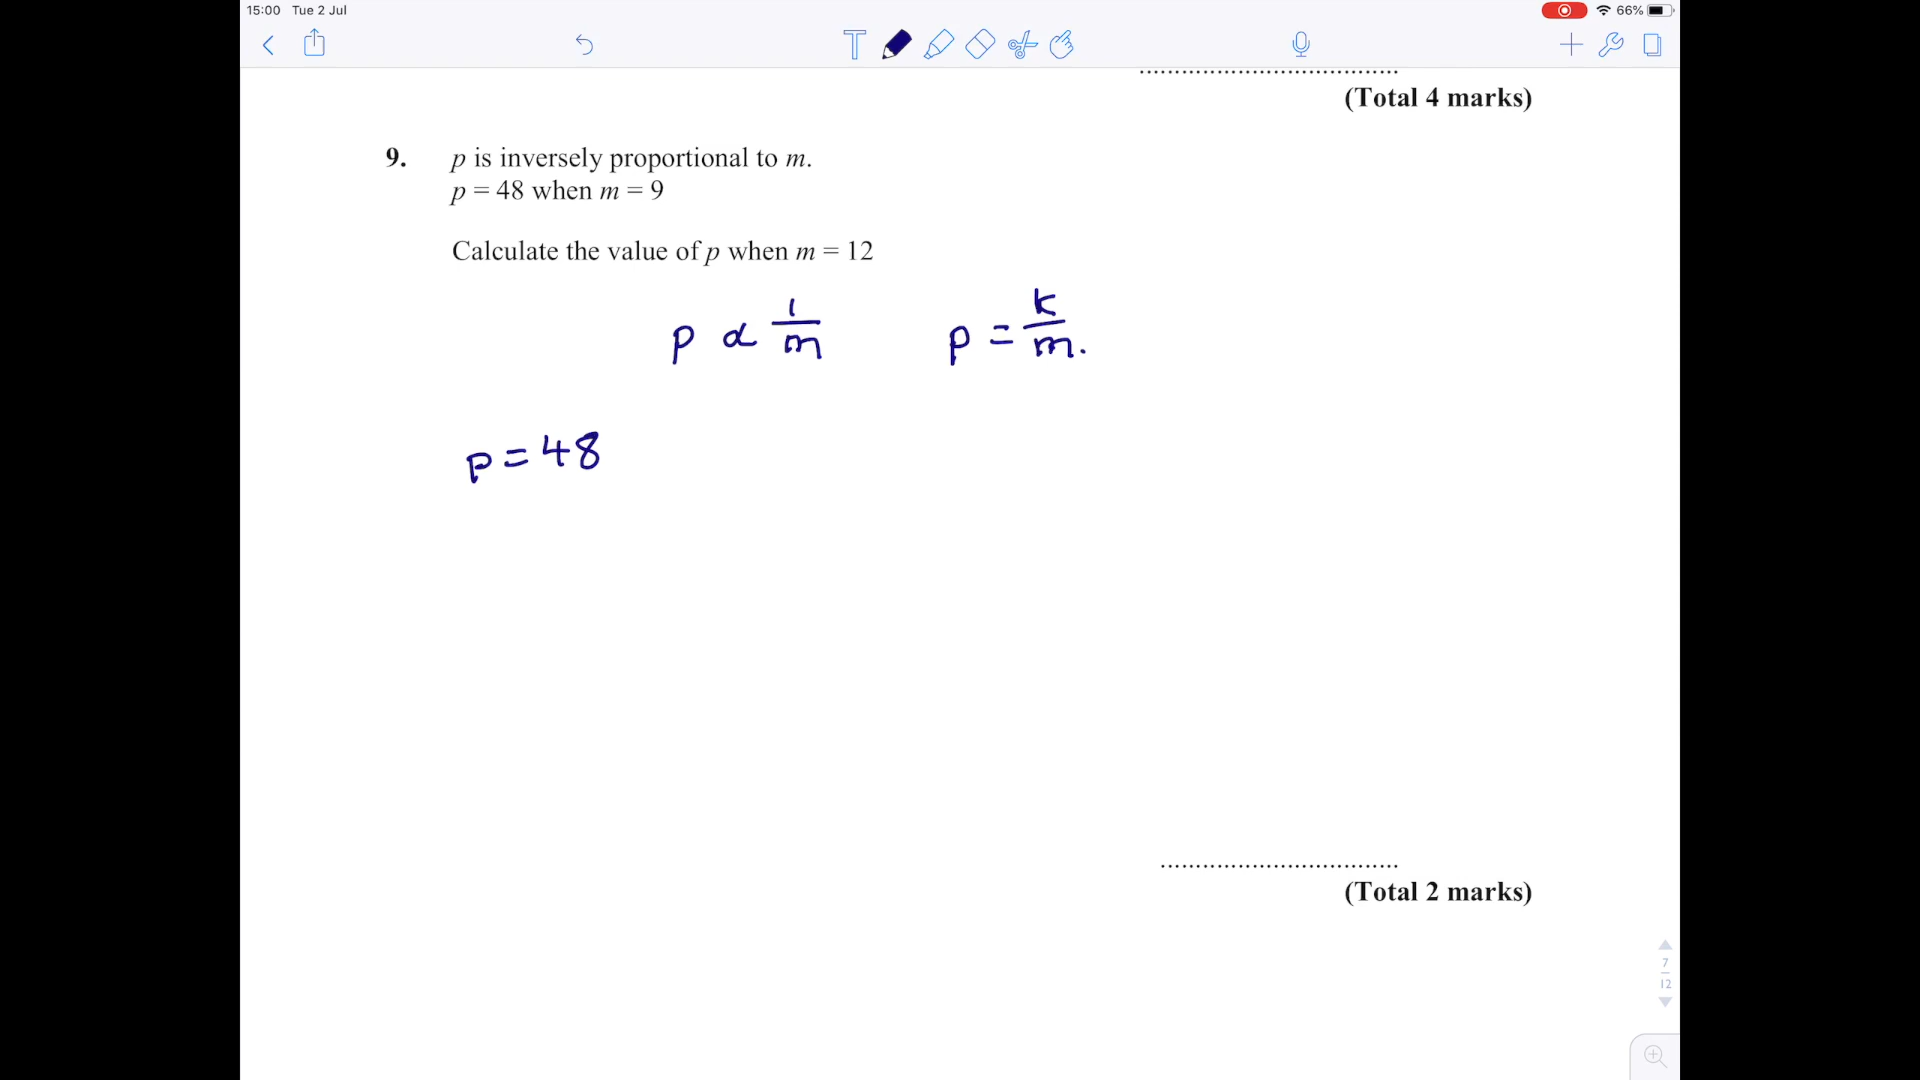 15:00 Tue 2 Jul 66%
T
(Total 4 marks)
9. p is inversely proportional to m.
p = 48 when m = 9
Calculate the value of p when m = 12
p ∝ 1/m p = k/m.
p = 48
(Total 2 marks)
7
12